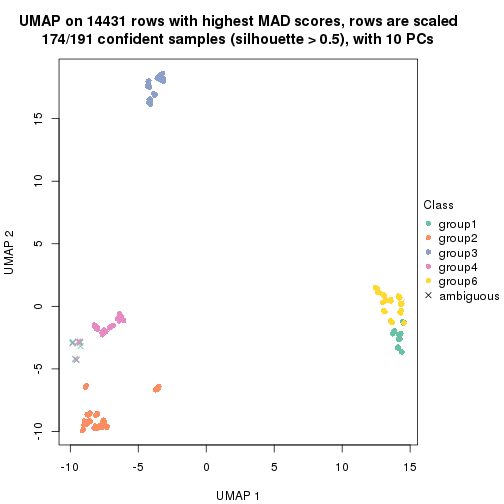 UMAP on 14431 rows with highest MAD scores, rows are scaled
174/191 confident samples (silhouette > 0.5), with 10 PCs
15
10
5
0
-5
-10
UMAP 2
-10
-5
0
5
10
15
UMAP 1
Class
group1
group2
group3
group4
group6
ambiguous